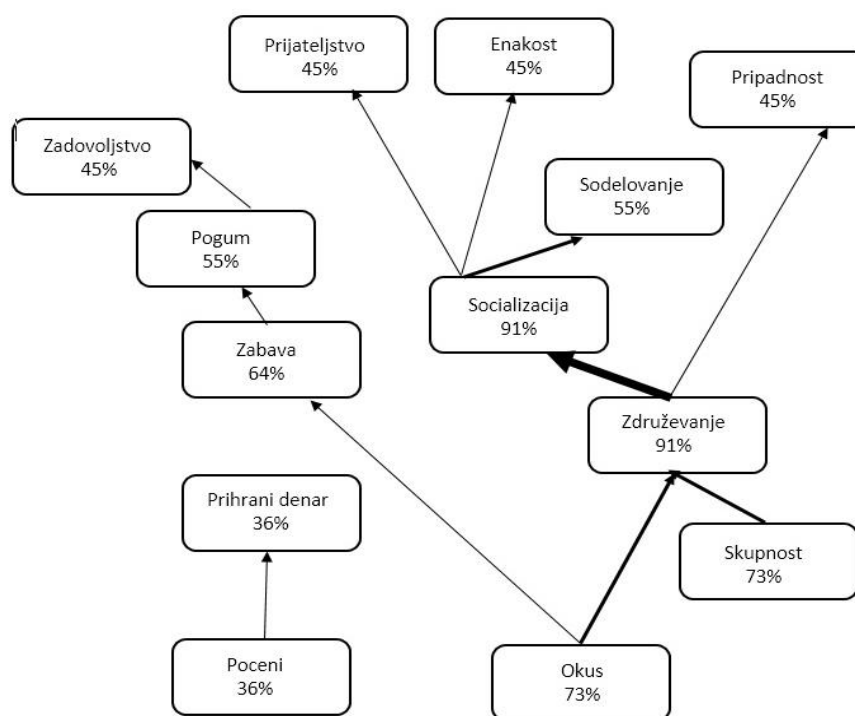 Prijateljstvo
45%
Enakost
45%
Pripadnost
45%
Zadovoljstvo
45%
Sodelovanje
55%
Pogum
55%
Socializacija
91%
Zabava
64%
Združevanje
91%
Prihrani denar
36%
Skupnost
73%
Poceni
36%
Okus
73%